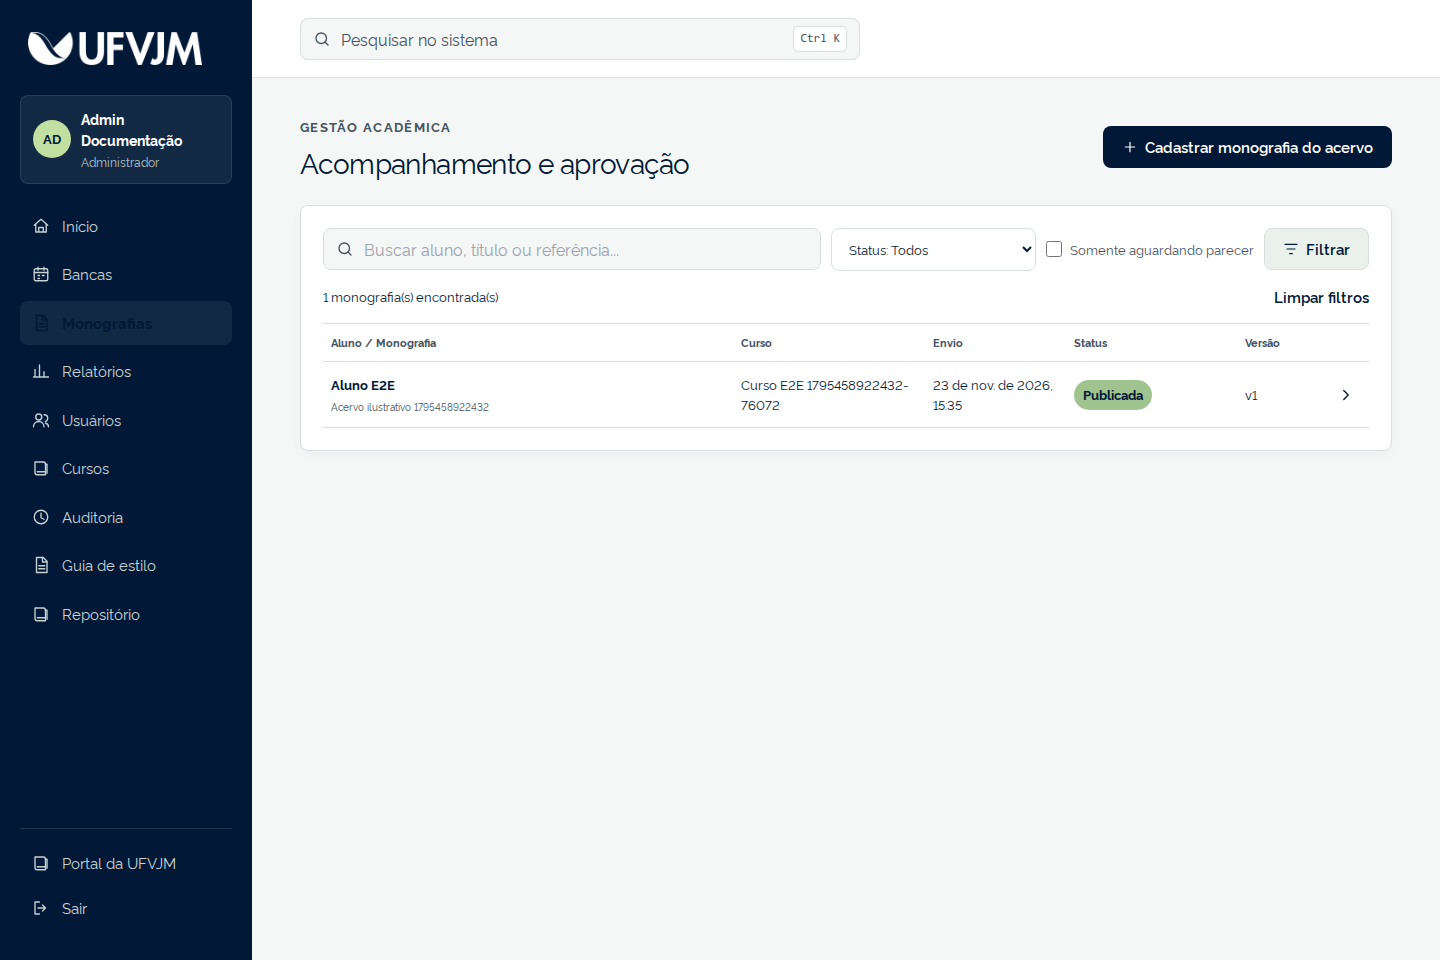 UFVJM
AD
Admin
Documentação
Administrador
Início
Bancas
Monografias
Relatórios
Usuários
Cursos
Auditoria
Guia de estilo
Repositório
Portal da UFVJM
Sair
Pesquisar no sistema
Ctrl K
GESTÃO ACADÊMICA
Acompanhamento e aprovação
Cadastrar monografia do acervo
Buscar aluno, título ou referência...
Status: Todos
Somente aguardando parecer
Filtrar
1 monografia(s) encontrada(s)
Limpar filtros
Aluno / Monografia Curso Envio Status Versão
Aluno E2E
Acervo ilustrativo 1795458922432
Curso E2E 1795458922432-
76072
23 de nov. de 2026,
15:35
Publicada
v1